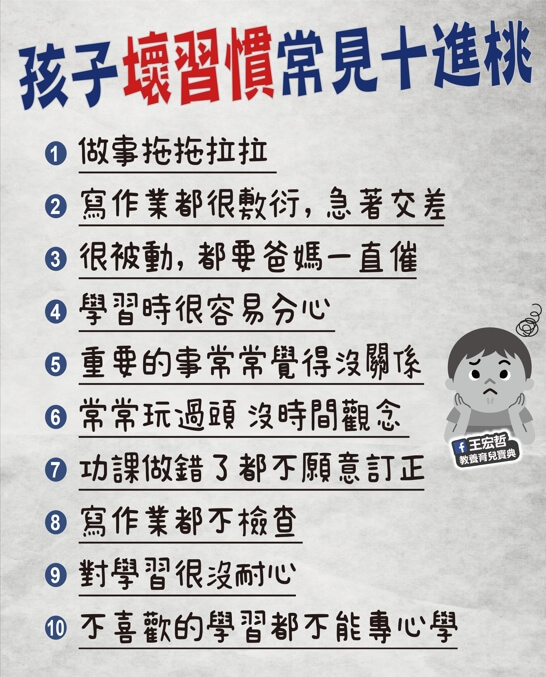 孩子壞習慣常見十進桃
1 做事拖拖拉拉
2 寫作業都很敷衍, 急著交差
3 很被動, 都要爸媽一直催
4 學習時很容易分心
5 重要的事常常覺得沒關係
6 常常玩過頭 沒時間觀念
7 功課做錯了都不願意訂正
8 寫作業都不檢查
9 對學習很沒耐心
10 不喜歡的學習都不能專心學
f 王宏哲
教養育兒寶典